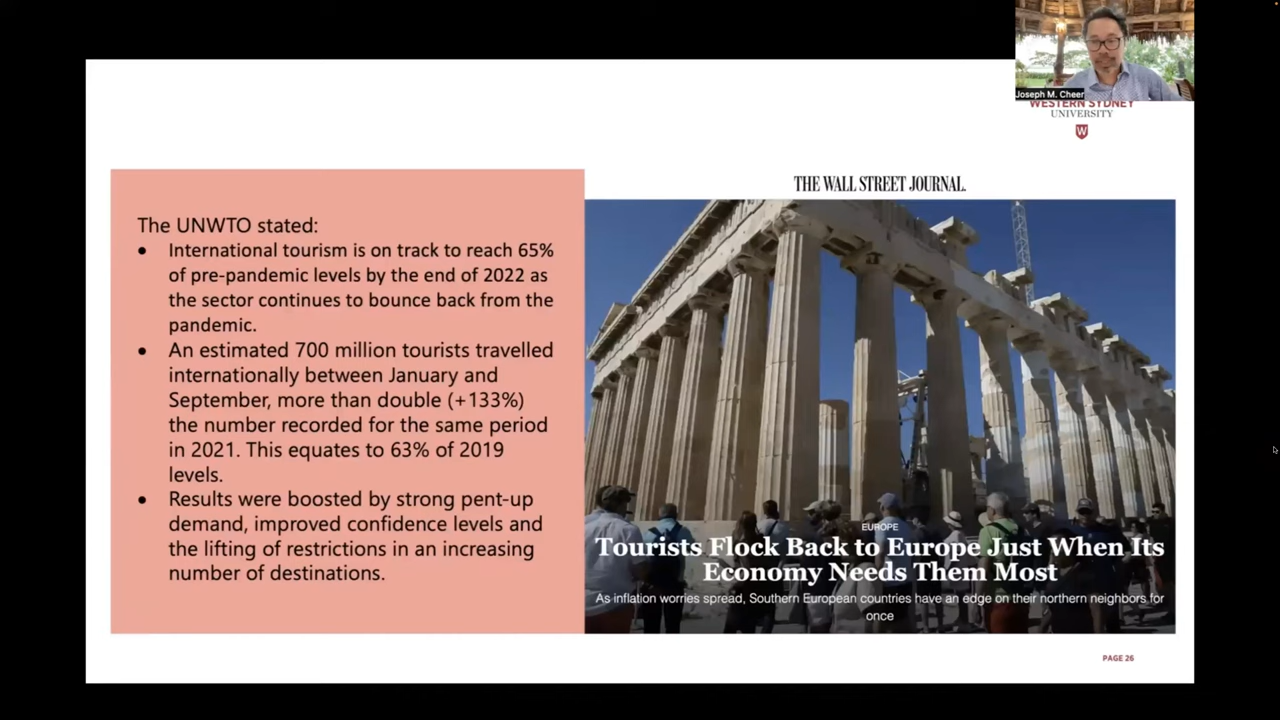 Joseph M. Cheer
WESTERN SYDNEY
UNIVERSITY
W
The UNWTO stated:
• International tourism is on track to reach 65%
of pre-pandemic levels by the end of 2022 as
the sector continues to bounce back from the
pandemic.
• An estimated 700 million tourists travelled
internationally between January and
September, more than double (+133%)
the number recorded for the same period
in 2021. This equates to 63% of 2019
levels.
• Results were boosted by strong pent-up
demand, improved confidence levels and
the lifting of restrictions in an increasing
number of destinations.
THE WALL STREET JOURNAL.
EUROPE
Tourists Flock Back to Europe Just When Its
Economy Needs Them Most
As inflation worries spread, Southern European countries have an edge on their northern neighbors for
once
PAGE 26